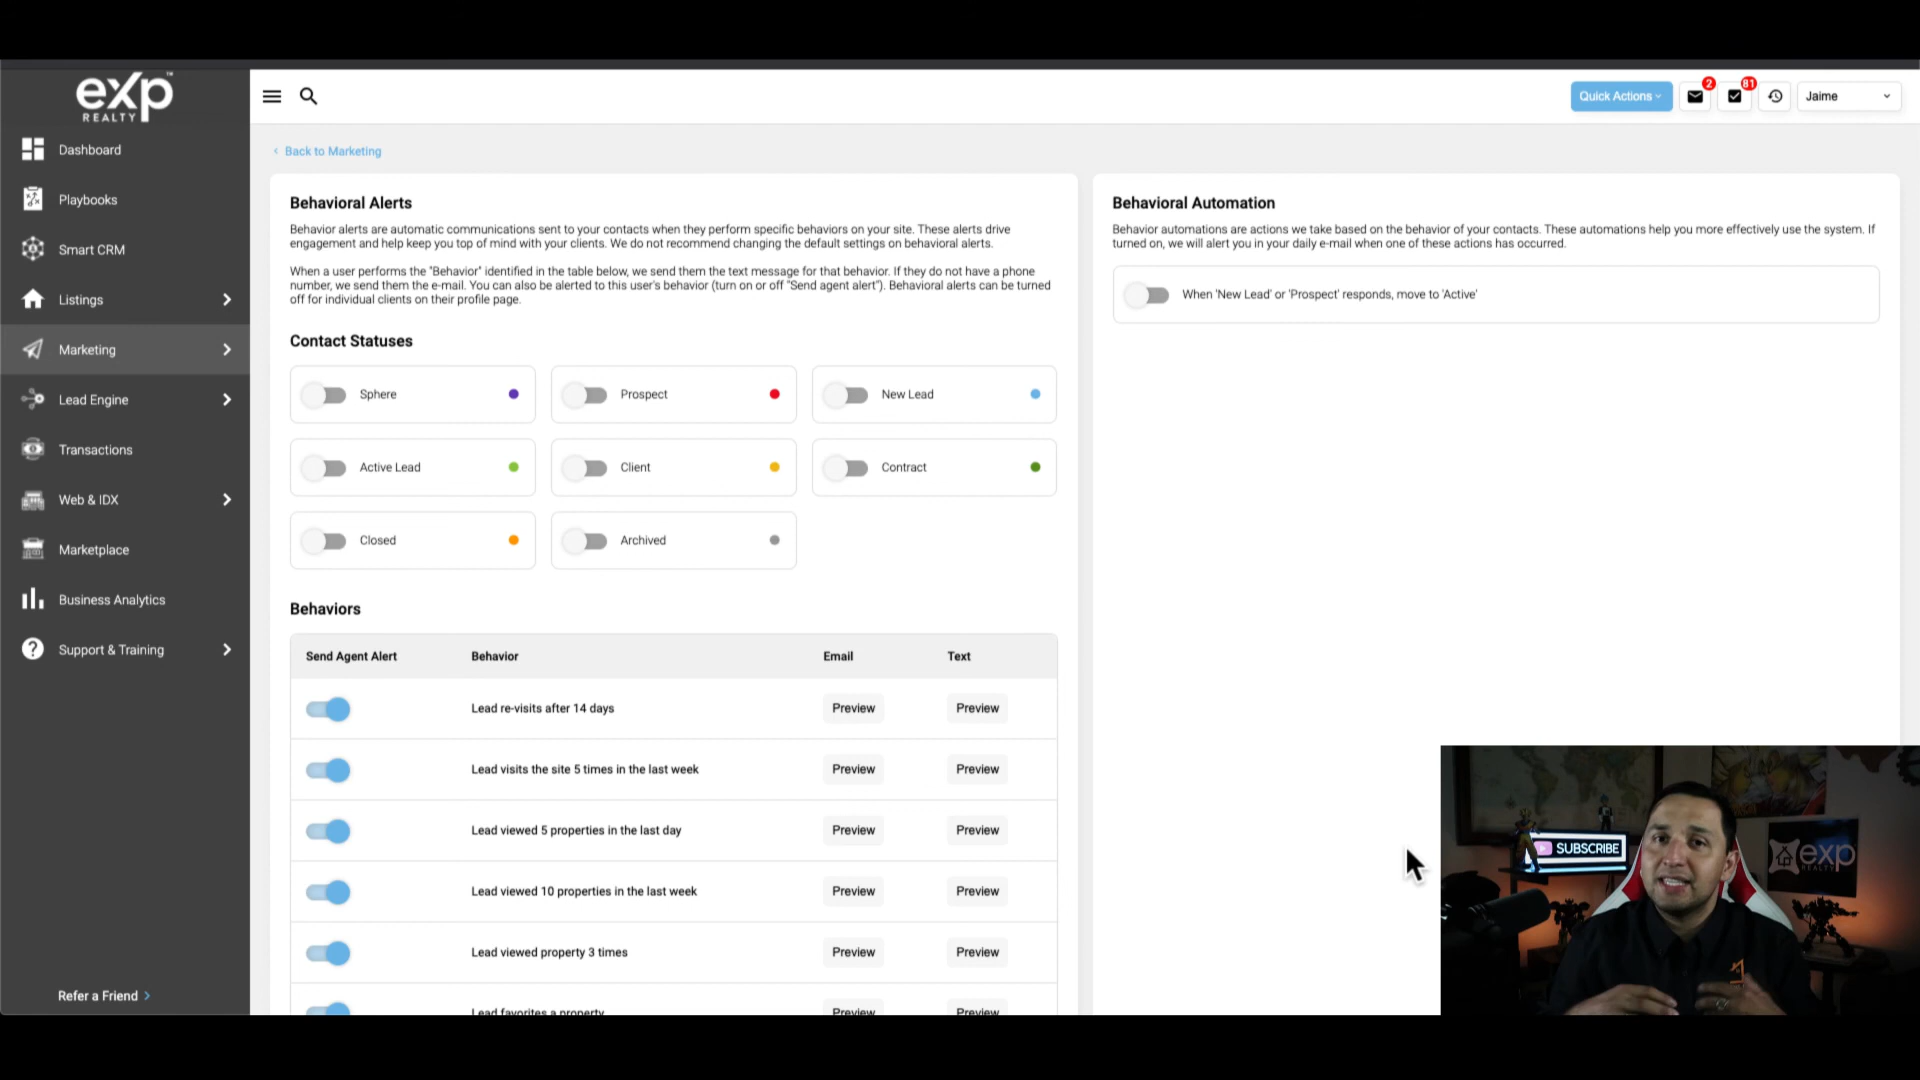 eXp™
REALTY
Dashboard
Playbooks
Smart CRM
Listings
Marketing
Lead Engine
Transactions
Web & IDX
Marketplace
Business Analytics
Support & Training
Refer a Friend
Quick Actions
2
81
Jaime
Back to Marketing
Behavioral Alerts
Behavior alerts are automatic communications sent to your contacts when they perform specific behaviors on your site. These alerts drive
engagement and help keep you top of mind with your clients. We do not recommend changing the default settings on behavioral alerts.
When a user performs the "Behavior" identified in the table below, we send them the text message for that behavior. If they do not have a phone
number, we send them the e-mail. You can also be alerted to this user's behavior (turn on or off "Send agent alert"). Behavioral alerts can be turned
off for individual clients on their profile page.
Contact Statuses
Sphere
Prospect
New Lead
Active Lead
Client
Contract
Closed
Archived
Behaviors
Send Agent Alert Behavior Email Text
Lead re-visits after 14 days Preview Preview
Lead visits the site 5 times in the last week Preview Preview
Lead viewed 5 properties in the last day Preview Preview
Lead viewed 10 properties in the last week Preview Preview
Lead viewed property 3 times Preview Preview
Lead favorites a property Preview Preview
Behavioral Automation
Behavior automations are actions we take based on the behavior of your contacts. These automations help you more effectively use the system. If
turned on, we will alert you in your daily e-mail when one of these actions has occurred.
When 'New Lead' or 'Prospect' responds, move to 'Active'
SUBSCRIBE
exp
REALTY